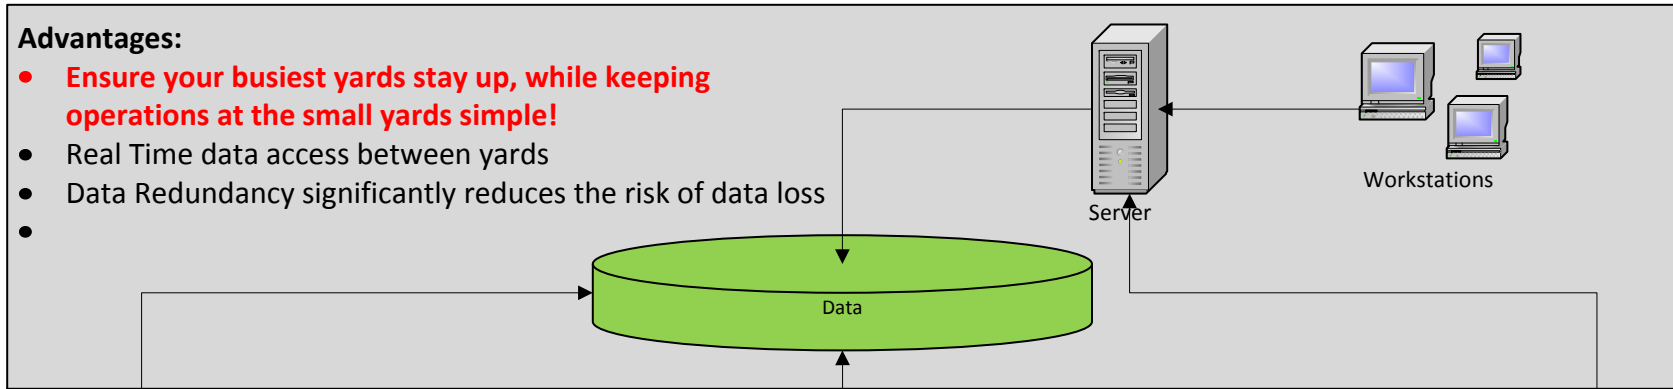 Advantages:
• Ensure your busiest yards stay up, while keeping
operations at the small yards simple!
• Real Time data access between yards
• Data Redundancy significantly reduces the risk of data loss
•
Server
Workstations
Data